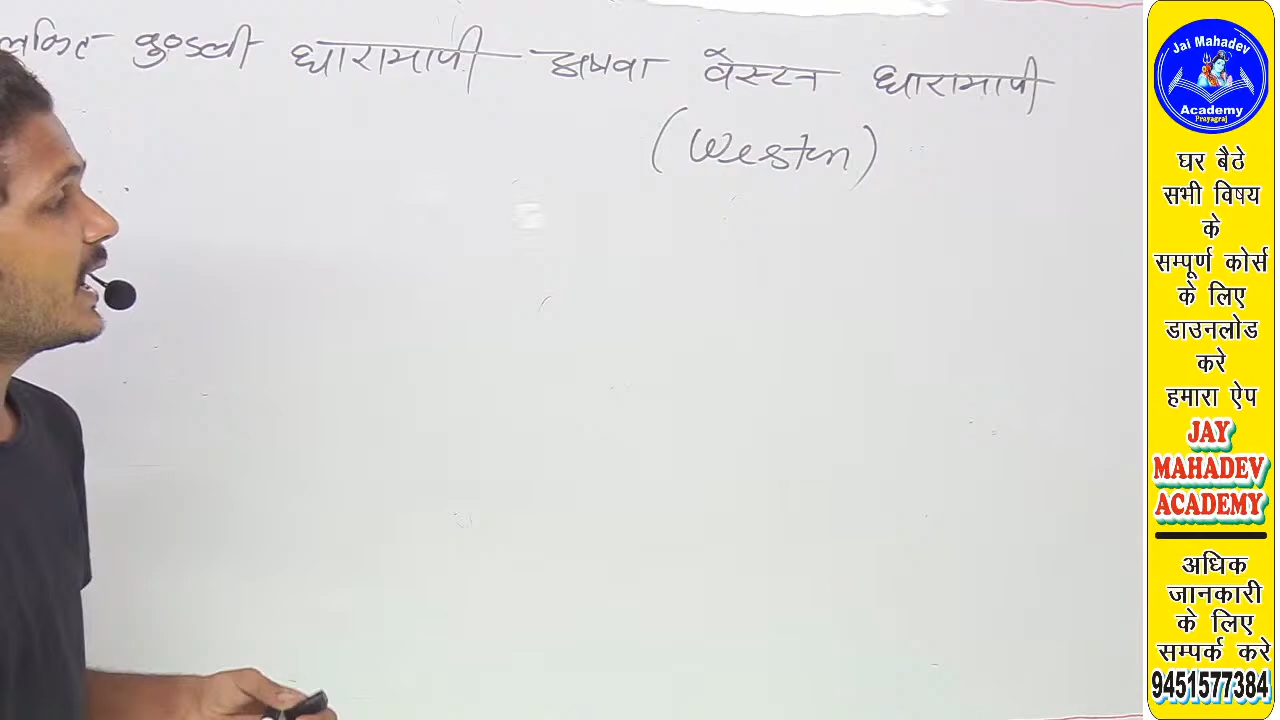 कुण्डली धारामापी अथवा वेस्टन धारामापी
(Weston)
Jai Mahadev
Academy
Prayagraj
घर बैठे
सभी विषय
के
सम्पूर्ण कोर्स
के लिए
डाउनलोड
करे
हमारा ऐप
JAY
MAHADEV
ACADEMY
अधिक
जानकारी
के लिए
सम्पर्क करे
9451577384